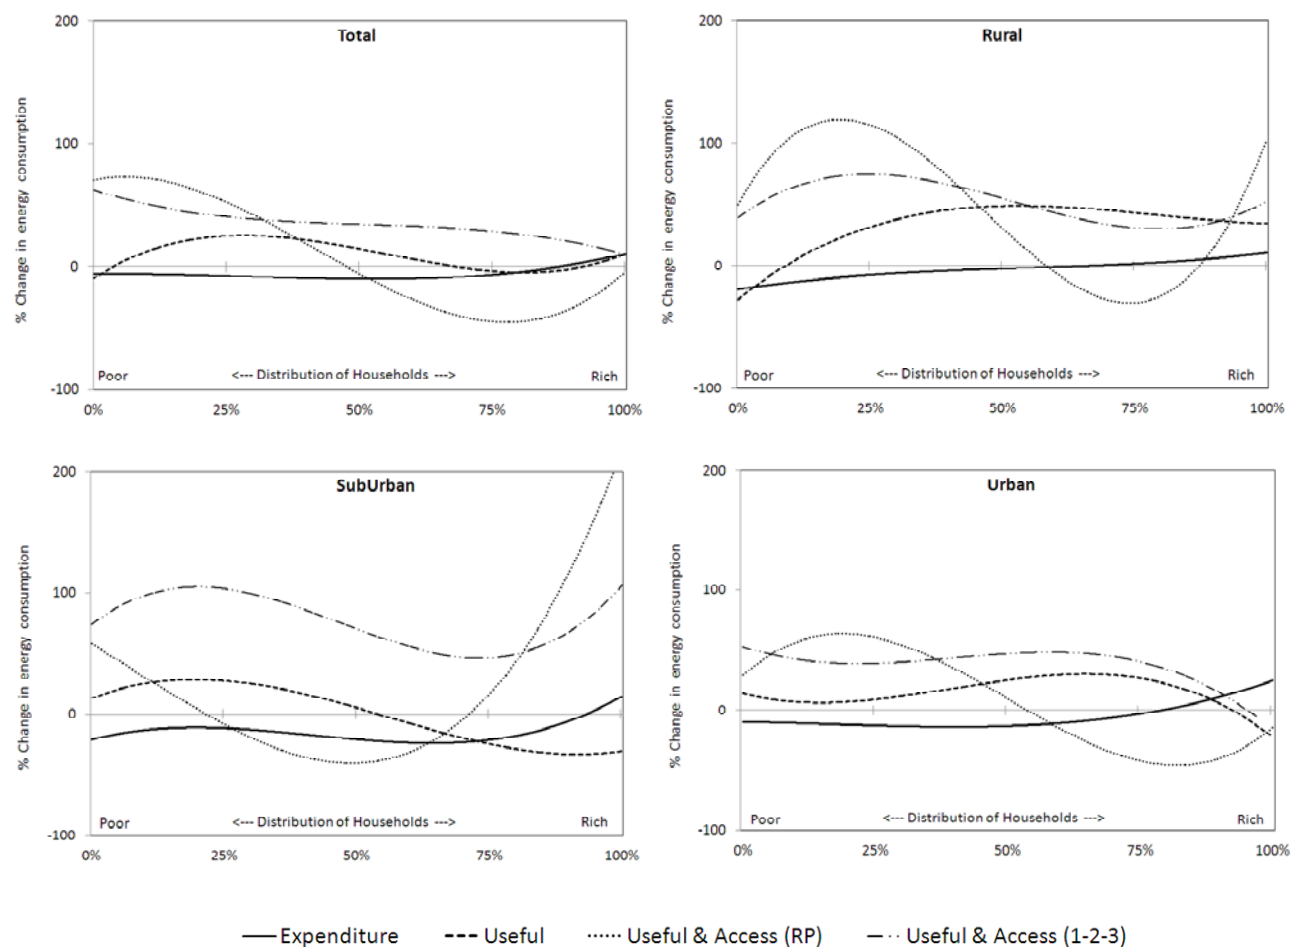 Total
% Change in energy consumption
200
100
0
-100
Poor
<--- Distribution of Households --->
Rich
0%
25%
50%
75%
100%
Rural
% Change in energy consumption
200
100
0
-100
Poor
<--- Distribution of Households --->
Rich
0%
25%
50%
75%
100%
SubUrban
% Change in energy consumption
200
100
0
-100
Poor
<--- Distribution of Households --->
Rich
0%
25%
50%
75%
100%
Urban
% Change in energy consumption
200
100
0
-100
Poor
<--- Distribution of Households --->
Rich
0%
25%
50%
75%
100%
Expenditure
Useful
Useful & Access (RP)
Useful & Access (1-2-3)